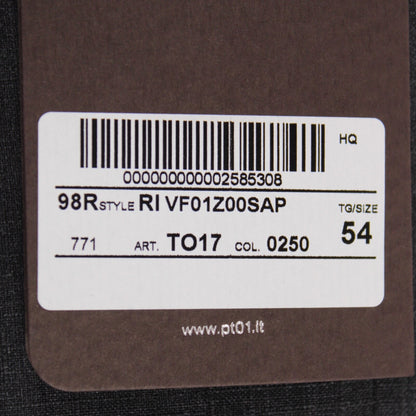 HQ
000000000002585308
98R STYLE RI VF01Z00SAP
TG/SIZE
771 ART. TO17 COL. 0250 54
www.pt01.it